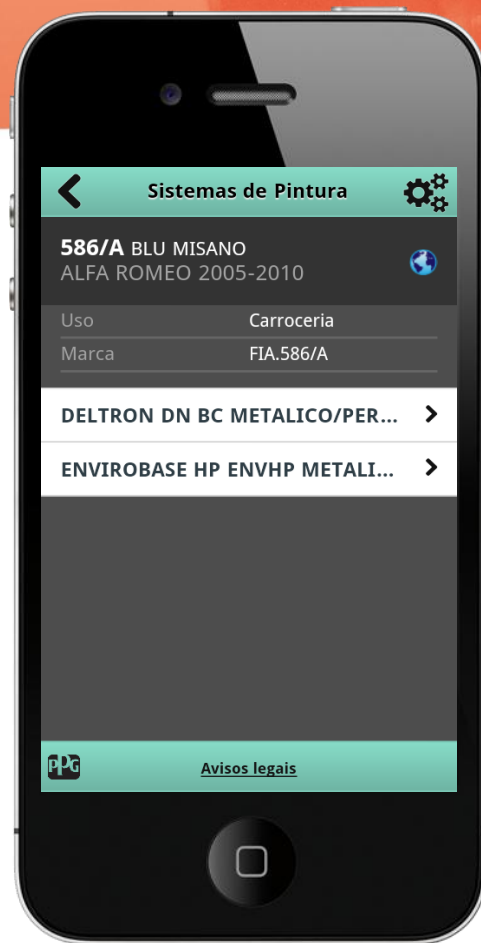 Sistemas de Pintura
586/A BLU MISANO
ALFA ROMEO 2005-2010
Uso Carroceria
Marca FIA.586/A
DELTRON DN BC METALICO/PER...
ENVIROBASE HP ENVHP METALI...
PPG Avisos legais